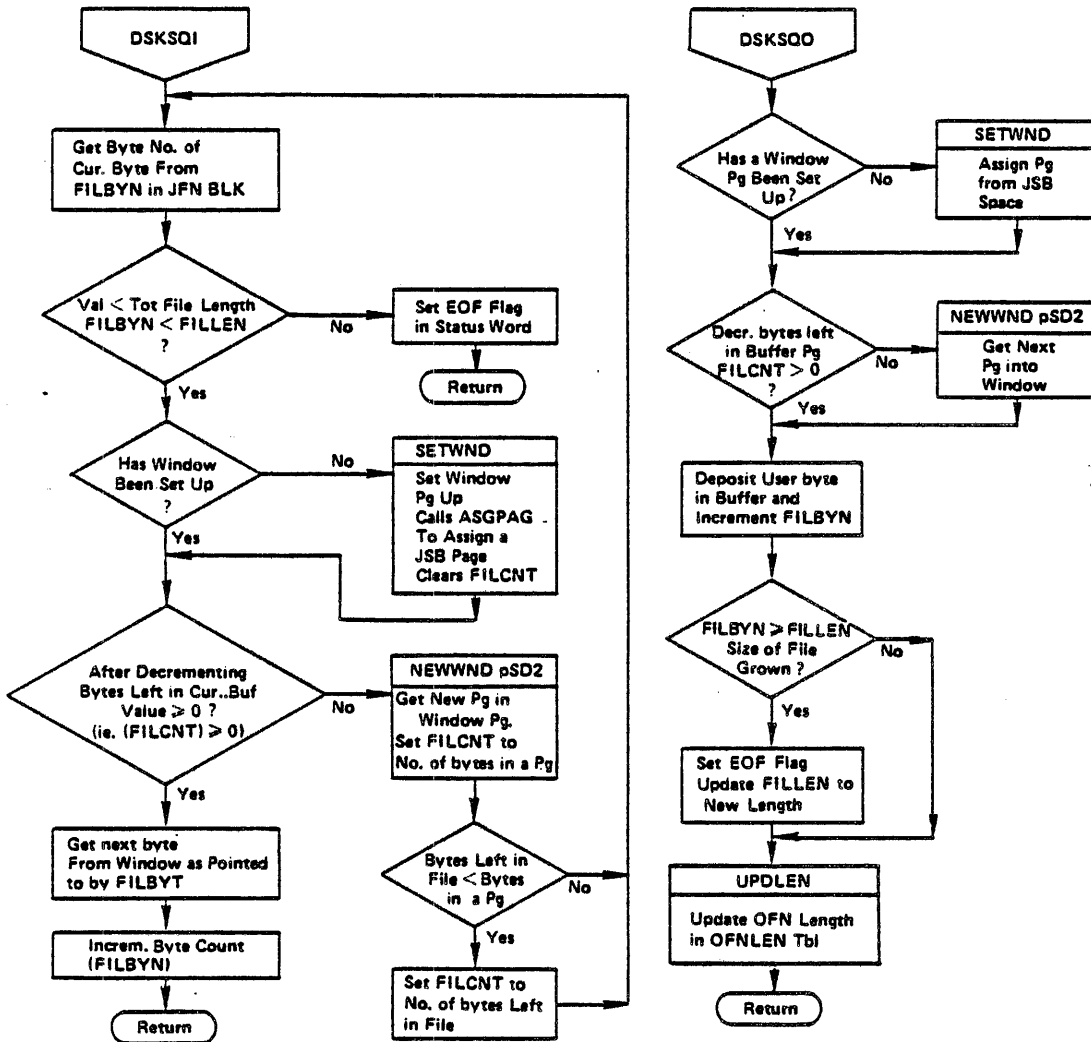 DSKSQI
Get Byte No. of
Cur. Byte From
FILBYN in JFN BLK
Val < Tot File Length
FILBYN < FILLEN
?
No
Set EOF Flag
in Status Word
Return
Yes
Has Window
Been Set Up
?
No
SETWND
Set Window
Pg Up
Calls ASGPAG
To Assign a
JSB Page
Clears FILCNT
Yes
After Decrementing
Bytes Left in Cur..Buf
Value ⩾ 0 ?
(ie. (FILCNT) ⩾ 0)
No
NEWWND pSD2
Get New Pg in
Window Pg.
Set FILCNT to
No. of bytes in a Pg
Yes
Get next byte
From Window as Pointed
to by FILBYT
Increm. Byte Count
(FILBYN)
Return
Bytes Left in
File < Bytes
in a Pg
No
Yes
Set FILCNT to
No. of bytes Left
in File
DSKSQO
Has a Window
Pg Been Set
Up ?
No
SETWND
Assign Pg
from JSB
Space
Yes
Decr. bytes left
in Buffer Pg
FILCNT > 0
?
No
NEWWND pSD2
Get Next
Pg into
Window
Yes
Deposit User byte
in Buffer and
Increment FILBYN
FILBYN ⩾ FILLEN
Size of File
Grown ?
No
Yes
Set EOF Flag
Update FILLEN to
New Length
UPDLEN
Update OFN Length
in OFNLEN Tbl
Return